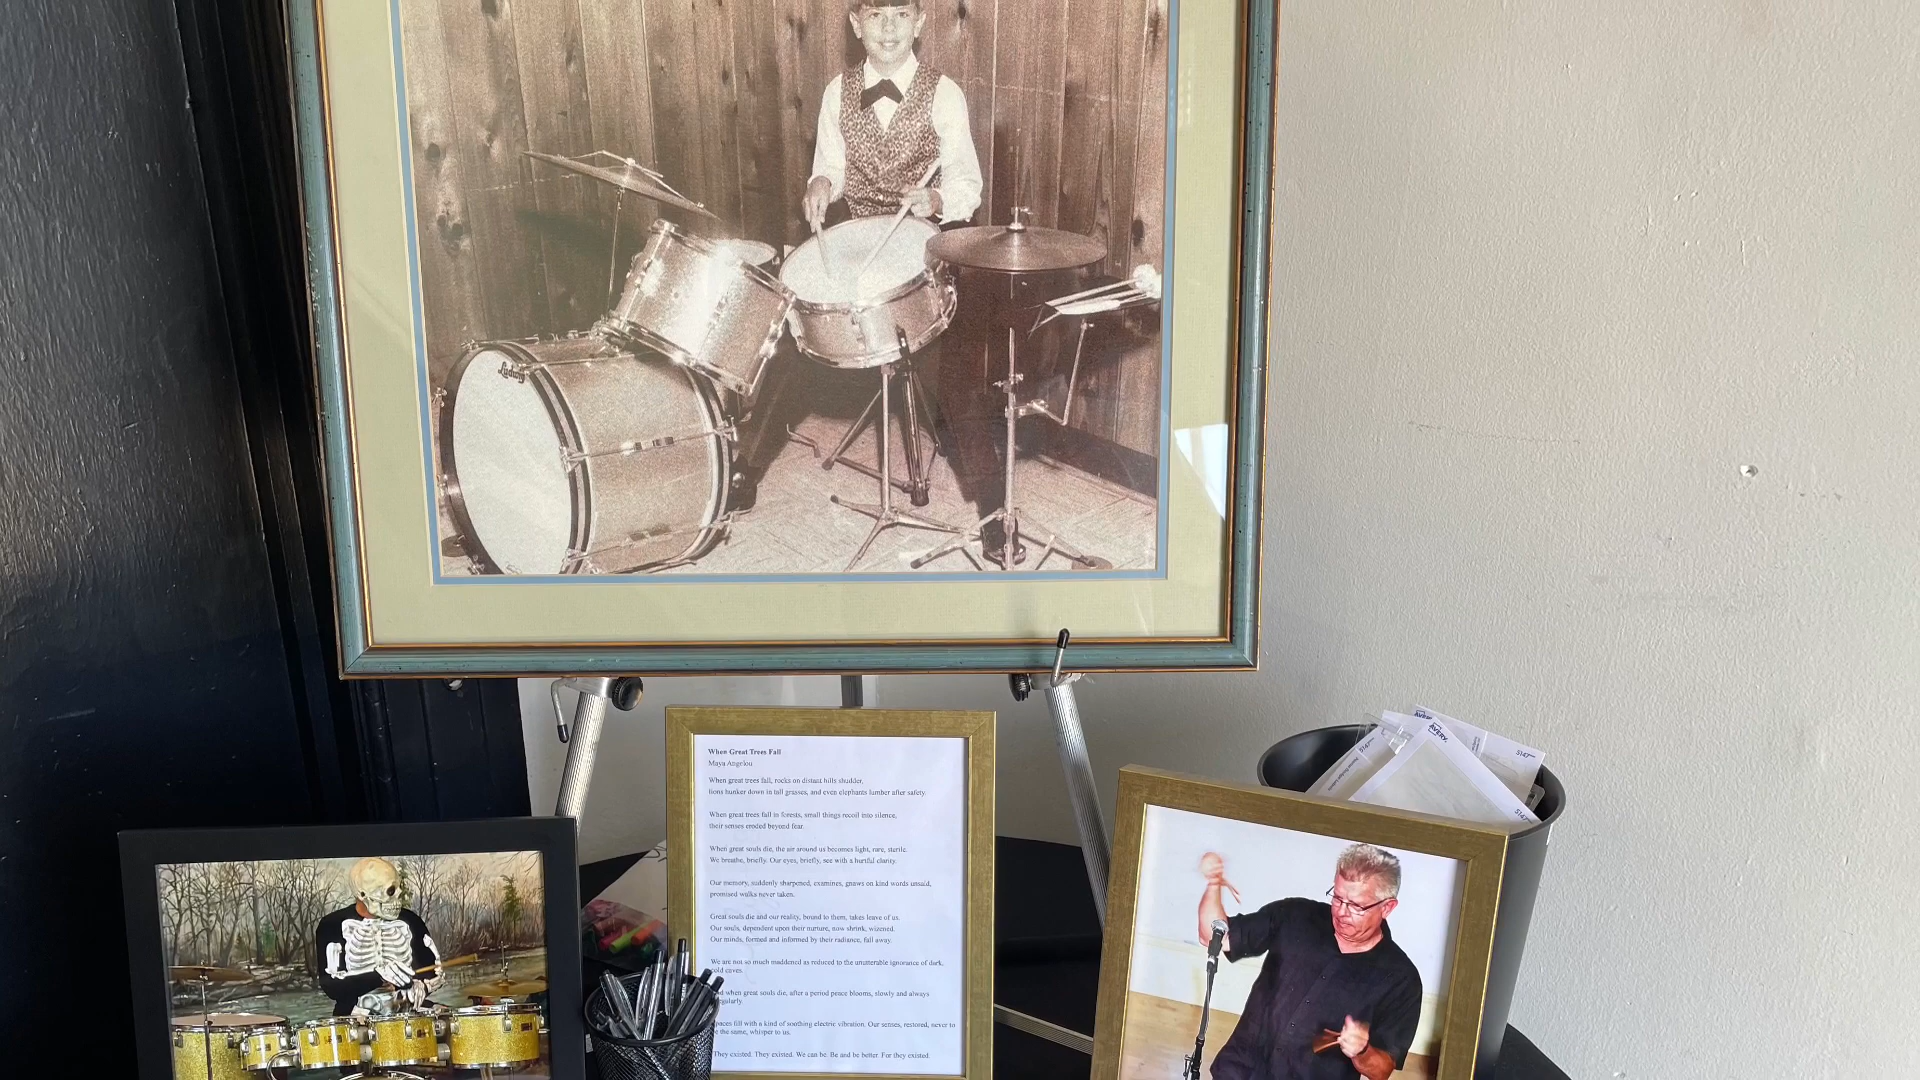 Ludwig
When Great Trees Fall
Maya Angelou
When great trees fall, rocks on distant hills shudder,
lions hunker down in tall grasses, and even elephants lumber after safety.
When great trees fall in forests, small things recoil into silence,
their senses eroded beyond fear.
When great souls die, the air around us becomes light, rare, sterile.
We breathe, briefly. Our eyes, briefly, see with a hurtful clarity.
Our memory, suddenly sharpened, examines, gnaws on kind words unsaid,
promised walks never taken.
Great souls die and our reality, bound to them, takes leave of us.
Our souls, dependent upon their nurture, now shrink, wizened.
Our minds, formed and informed by their radiance, fall away.
We are not so much maddened as reduced to the unutterable ignorance of dark,
cold caves.
when great souls die, after a period peace blooms, slowly and always
fill with a kind of soothing electric vibration. Our senses, restored, never to
the same, whisper to us.
They existed. They existed. We can be. Be and be better. For they existed.
AVERY
5147
5147
5147